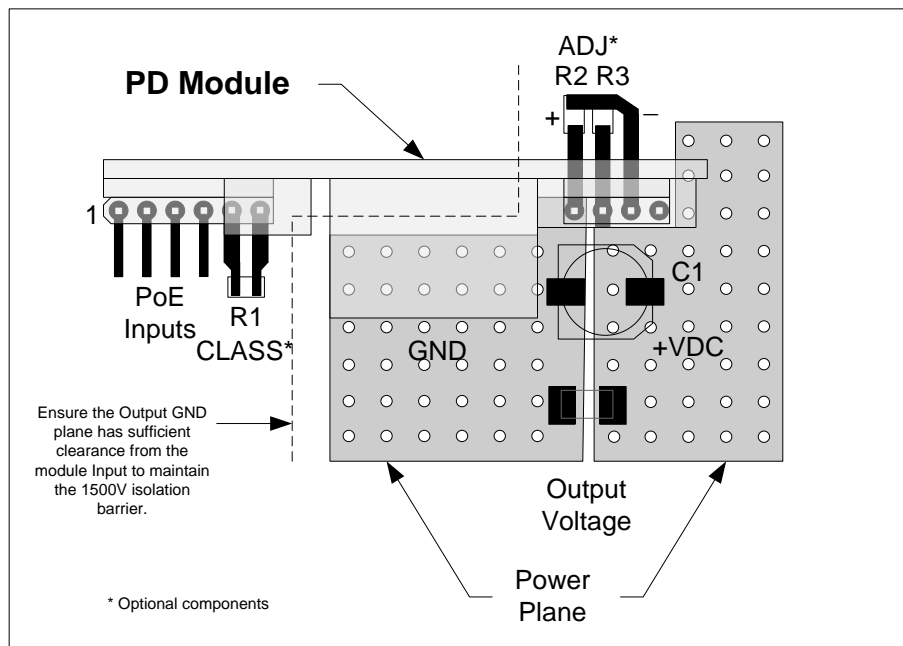 ADJ*
R2 R3
PD Module
+
–
1
PoE
Inputs
R1
CLASS*
GND
C1
+VDC
Ensure the Output GND
plane has sufficient
clearance from the
module Input to maintain
the 1500V isolation
barrier.
Output
Voltage
Power
Plane
* Optional components